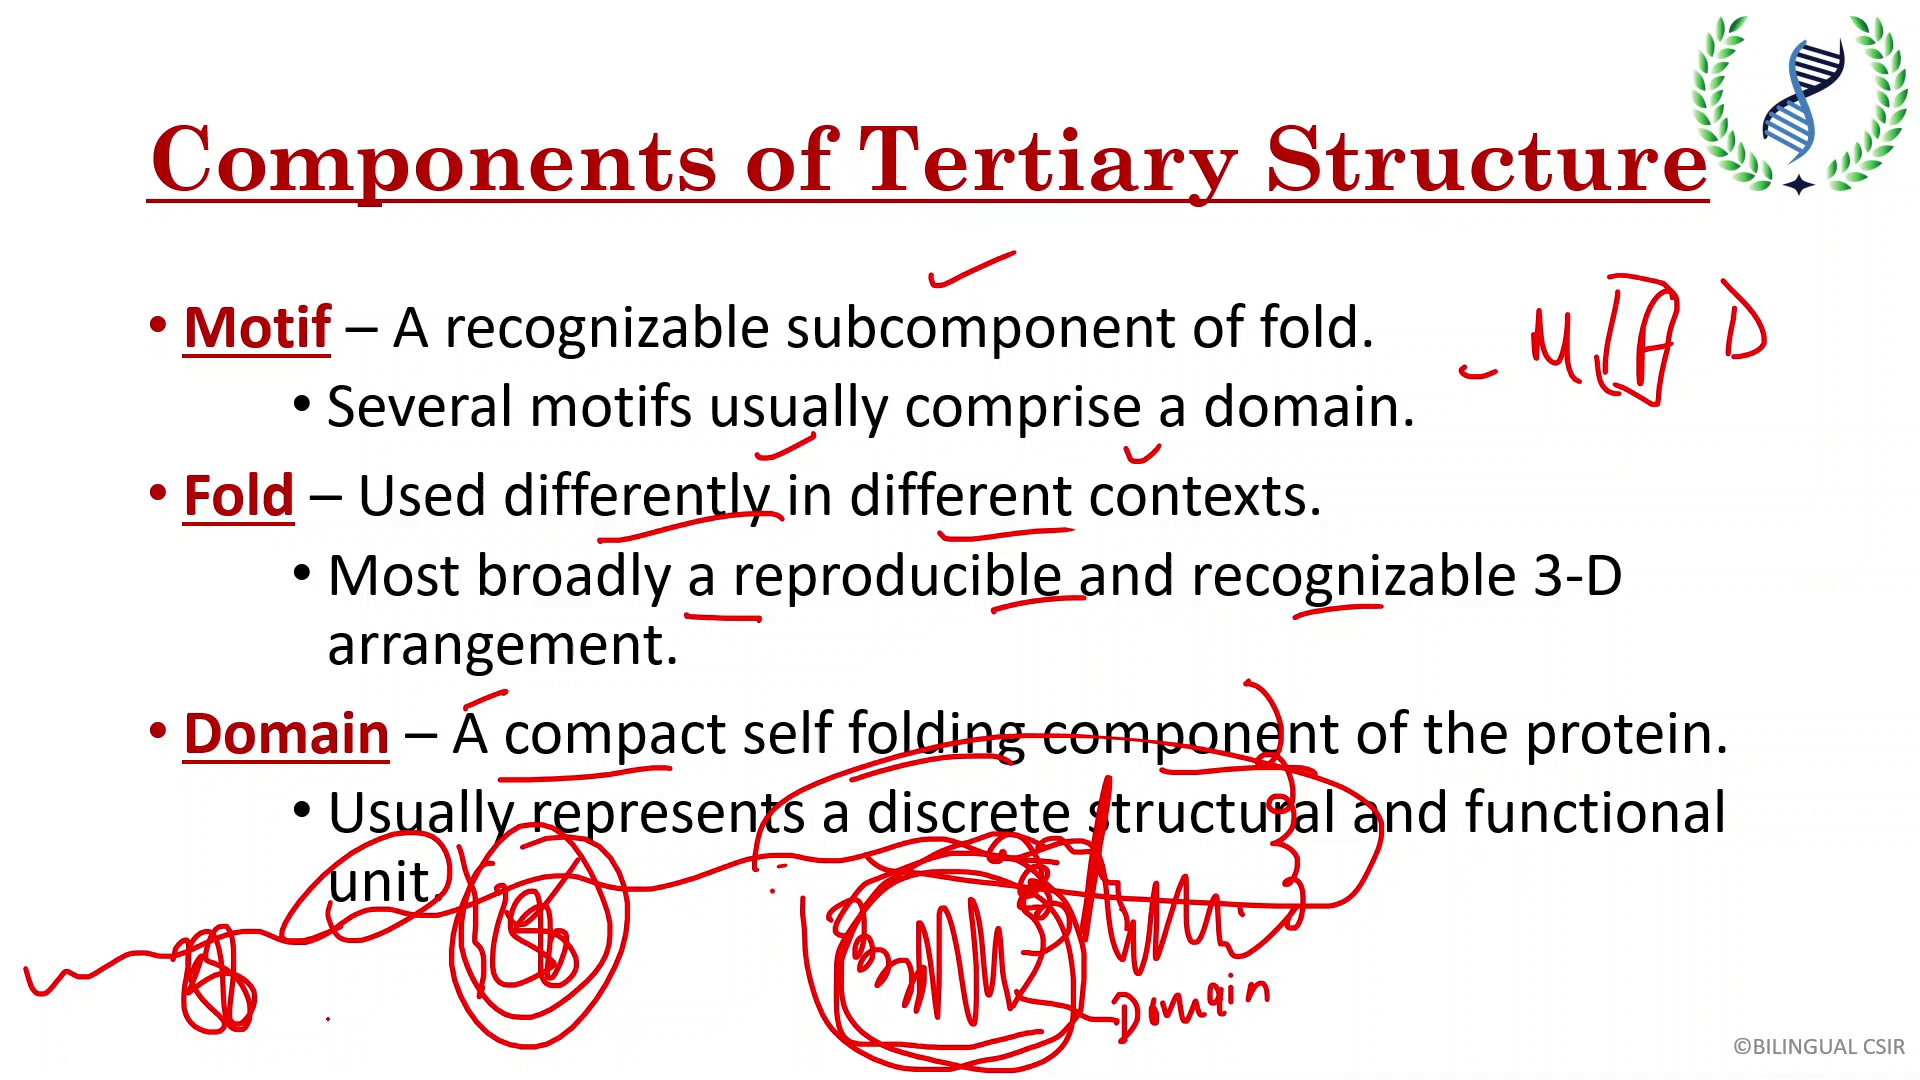 Components of Tertiary Structure
• Motif – A recognizable subcomponent of fold.
M F D
• Several motifs usually comprise a domain.
• Fold – Used differently in different contexts.
• Most broadly a reproducible and recognizable 3-D
arrangement.
• Domain – A compact self folding component of the protein.
• Usually represents a discrete structural and functional
unit.
Domain
©BILINGUAL CSIR